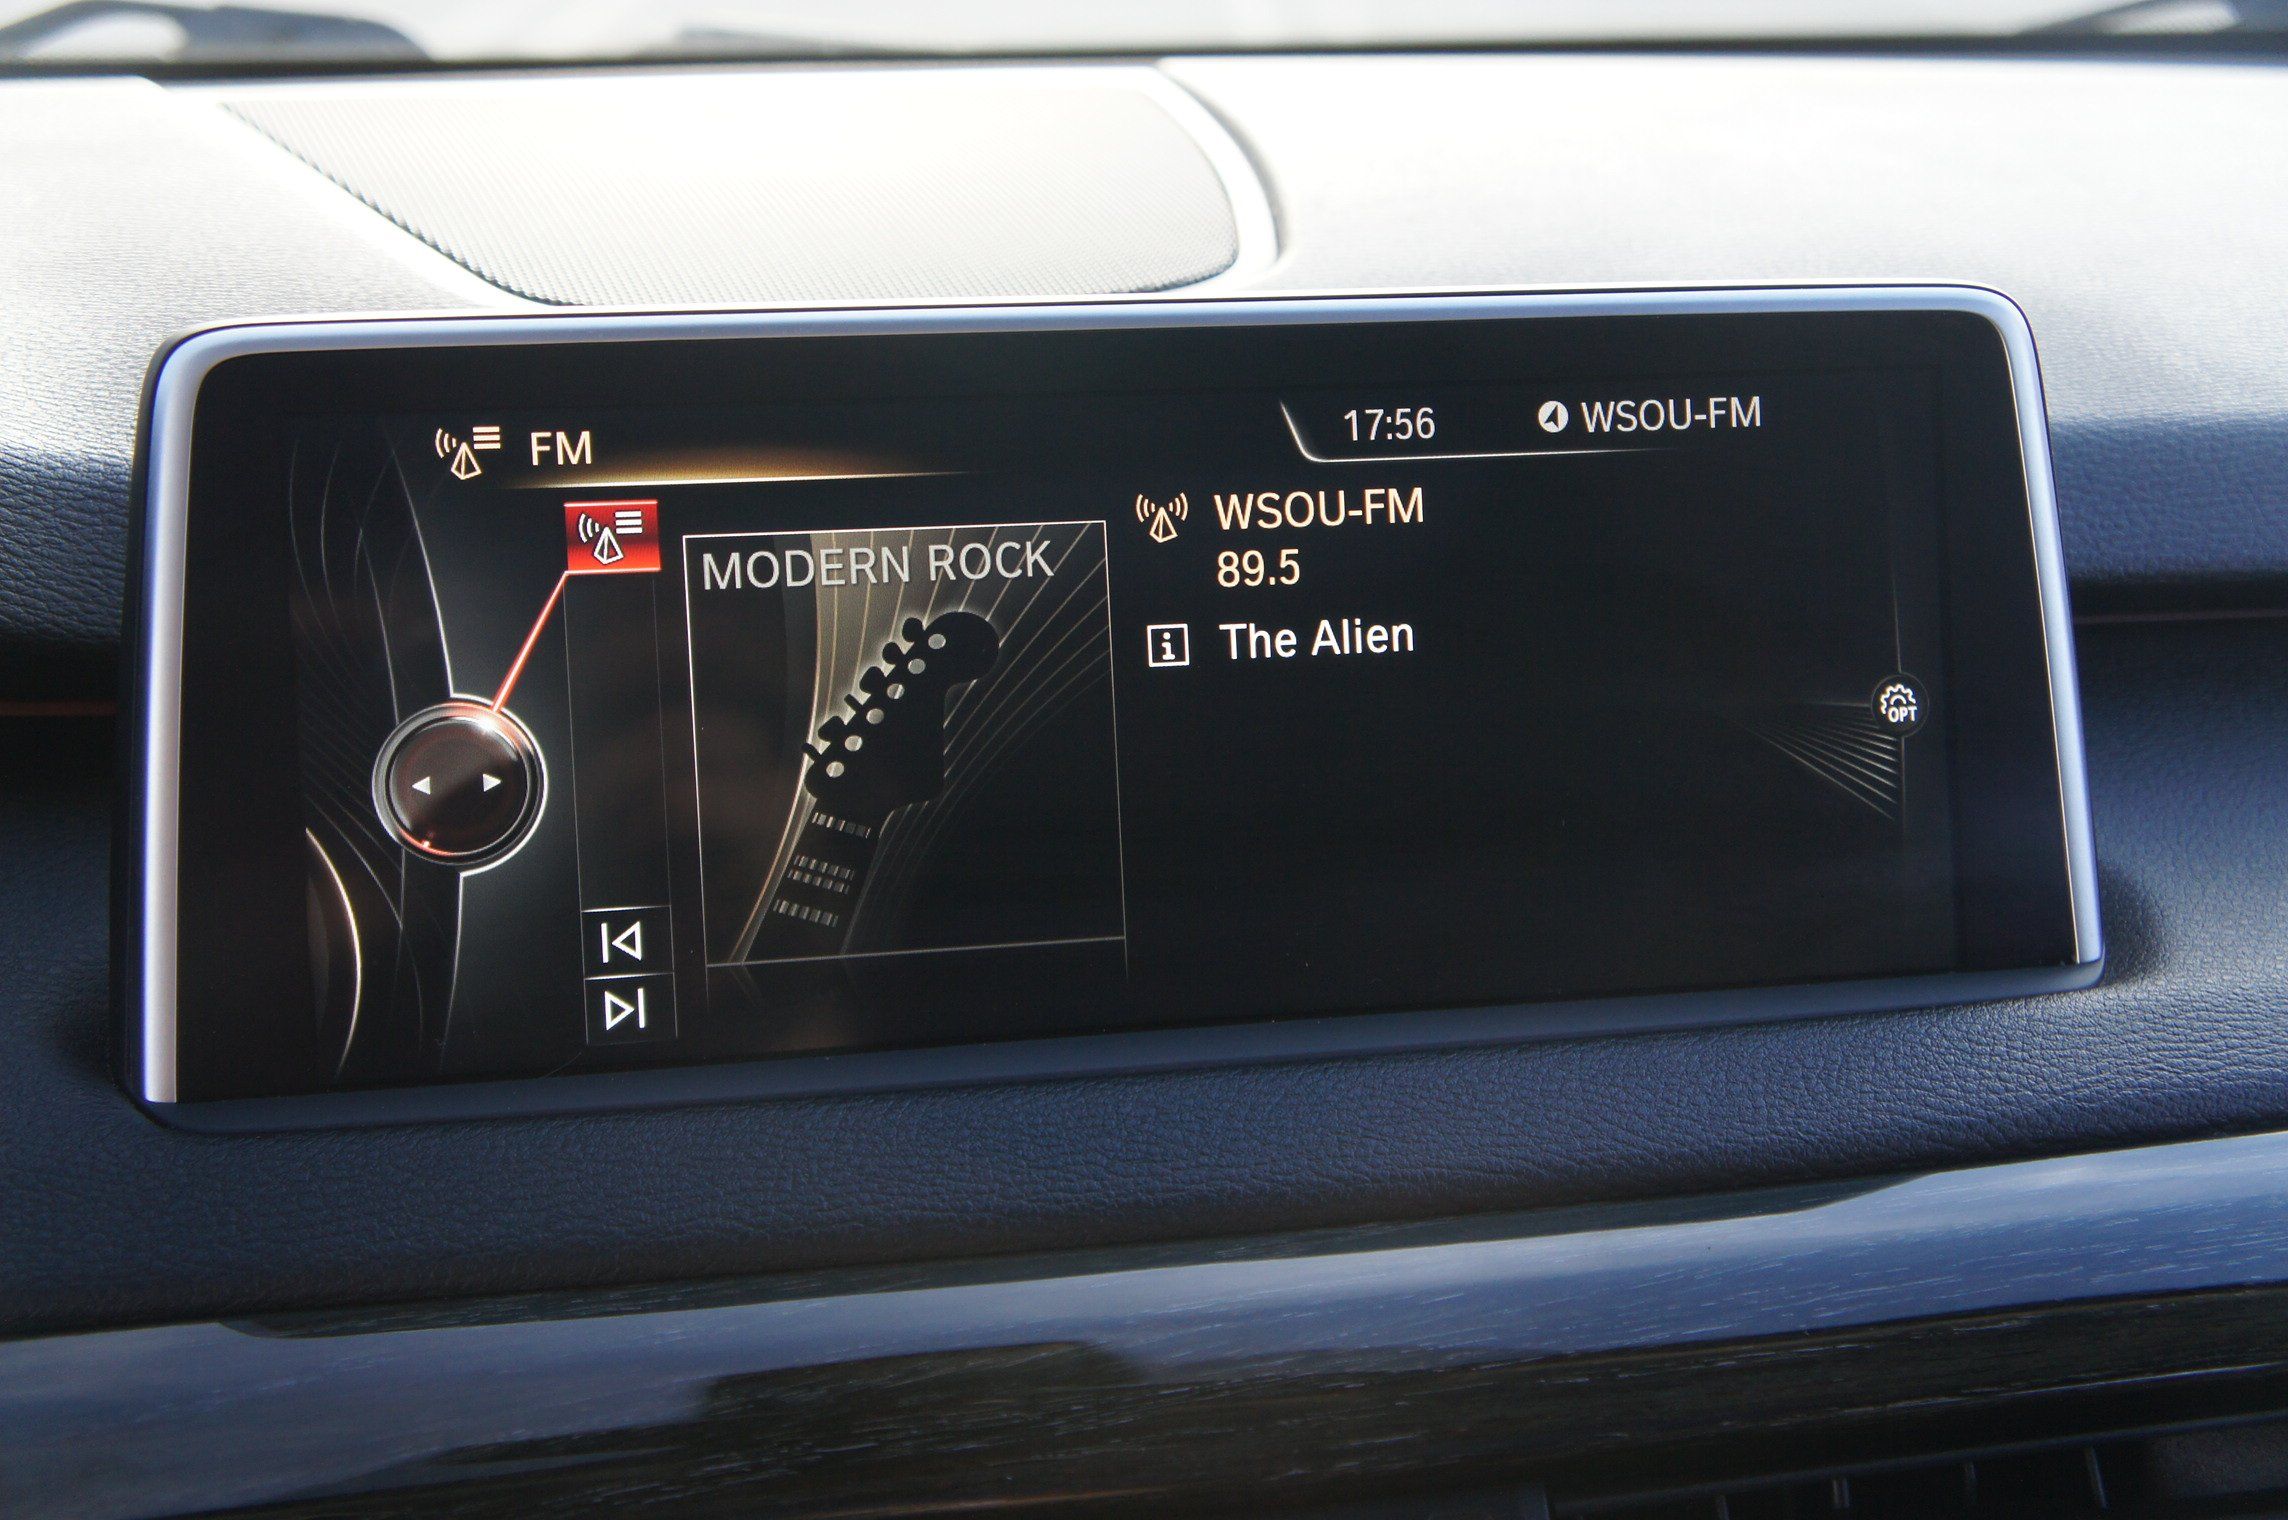 FM
17:56
WSOU-FM
MODERN ROCK
WSOU-FM
89.5
i The Alien
OPT